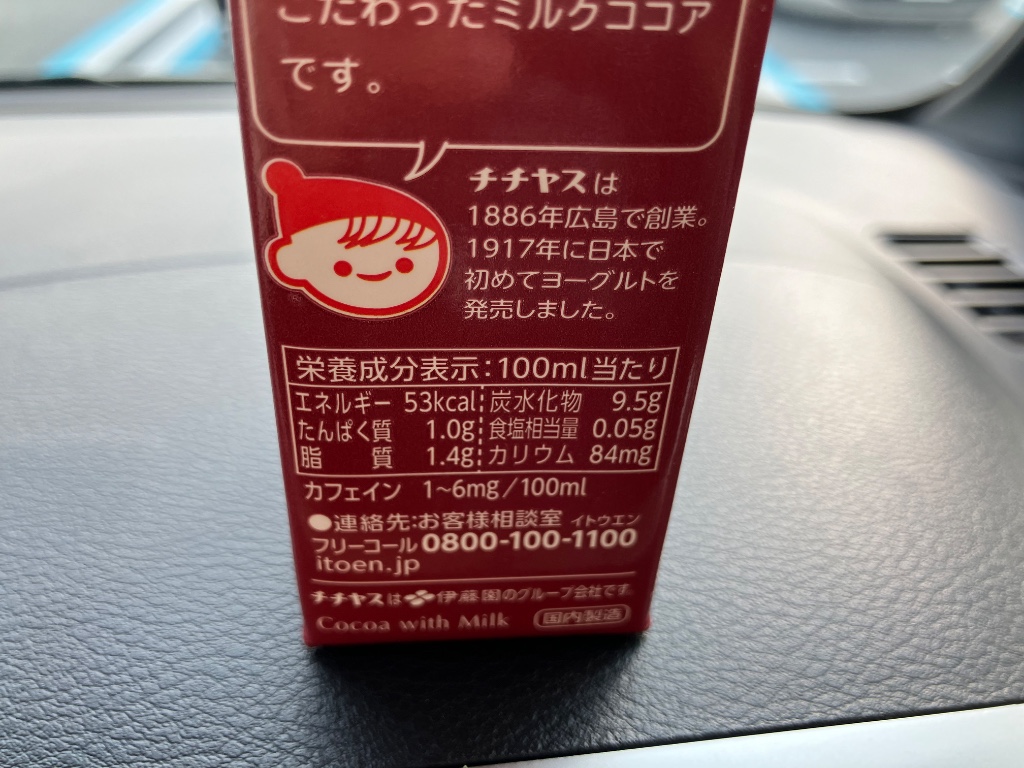 こだわったミルクココア
です。
チチヤスは
1886年広島で創業。
1917年に日本で
初めてヨーグルトを
発売しました。
栄養成分表示:100ml当たり
エネルギー 53kcal 炭水化物 9.5g
たんぱく質 1.0g 食塩相当量 0.05g
脂質 1.4g カリウム 84mg
カフェイン 1~6mg/100ml
●連絡先:お客様相談室 イトウエン
フリーコール0800-100-1100
itoen.jp
チチヤスは伊藤園のグループ会社です。
Cocoa with Milk 国内製造